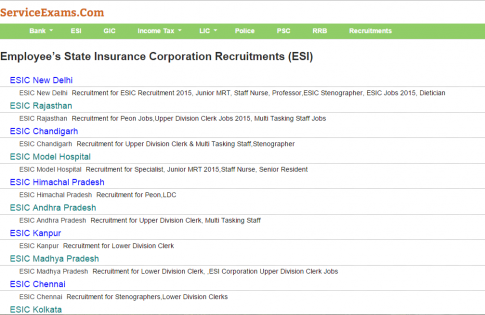 ServiceExams.Com
Bank ESI GIC Income Tax LIC Police PSC RRB Recruitments
Employee's State Insurance Corporation Recruitments (ESI)
ESIC New Delhi
ESIC New Delhi Recruitment for ESIC Recruitment 2015, Junior MRT, Staff Nurse, Professor,ESIC Stenographer, ESIC Jobs 2015, Dietician
ESIC Rajasthan
ESIC Rajasthan Recruitment for Peon Jobs,Upper Division Clerk Jobs 2015, Multi Tasking Staff Jobs
ESIC Chandigarh
ESIC Chandigarh Recruitment for Upper Division Clerk & Multi Tasking Staff,Stenographer
ESIC Model Hospital
ESIC Model Hospital Recruitment for Specialist, Junior MRT 2015,Staff Nurse, Senior Resident
ESIC Himachal Pradesh
ESIC Himachal Pradesh Recruitment for Peon,LDC
ESIC Andhra Pradesh
ESIC Andhra Pradesh Recruitment for Upper Division Clerk, Multi Tasking Staff
ESIC Kanpur
ESIC Kanpur Recruitment for Lower Division Clerk
ESIC Madhya Pradesh
ESIC Madhya Pradesh Recruitment for Lower Division Clerk, ,ESI Corporation Upper Division Clerk Jobs
ESIC Chennai
ESIC Chennai Recruitment for Stenographers,Lower Division Clerks
ESIC Kolkata